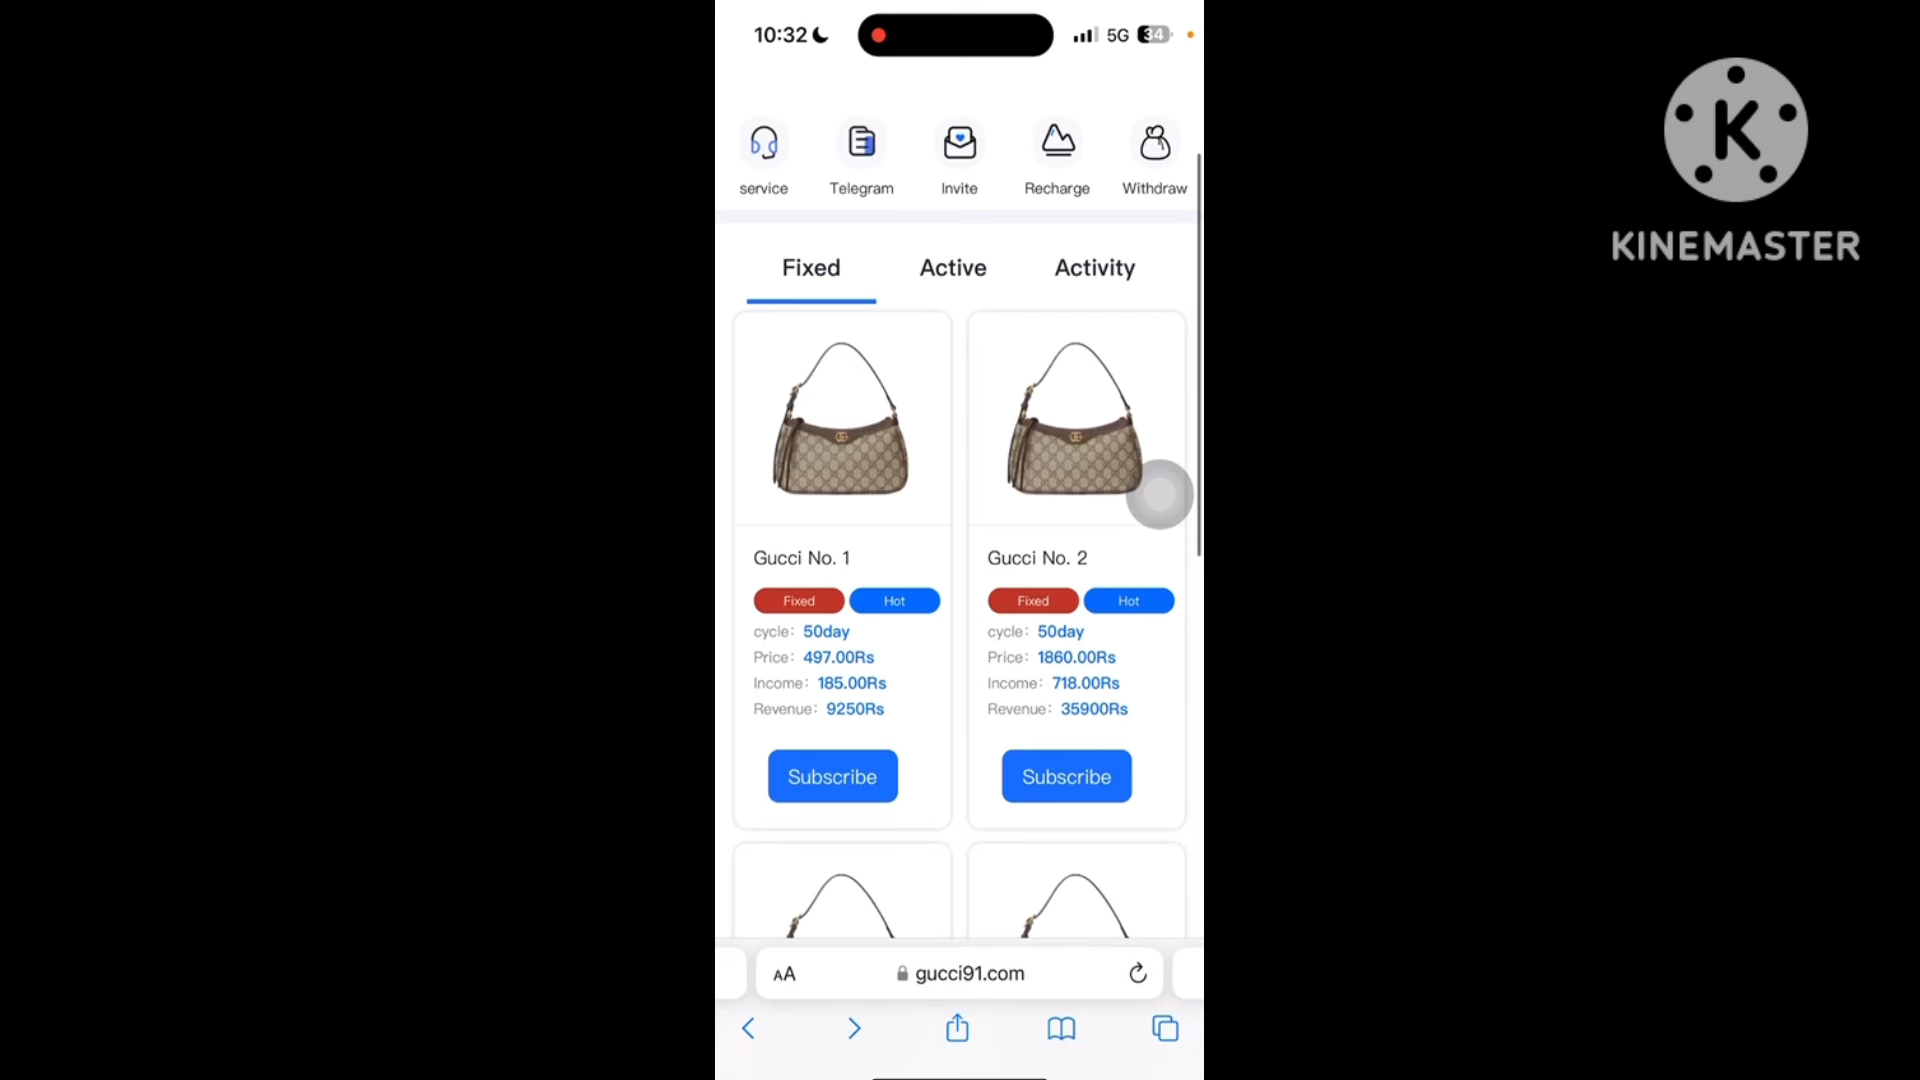 10:32
5G
34
K
KINEMASTER
service
Telegram
Invite
Recharge
Withdraw
Fixed
Active
Activity
Gucci No. 1
Fixed
Hot
cycle: 50day
Price: 497.00Rs
Income: 185.00Rs
Revenue: 9250Rs
Subscribe
Gucci No. 2
Fixed
Hot
cycle: 50day
Price: 1860.00Rs
Income: 718.00Rs
Revenue: 35900Rs
Subscribe
AA
gucci91.com